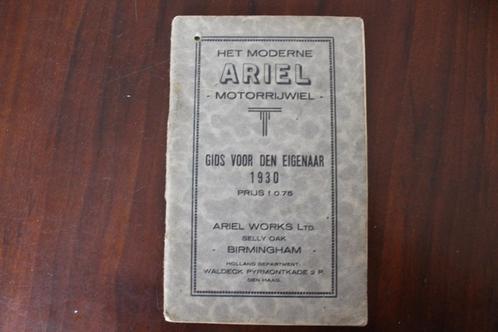 HET MODERNE
ARIEL
- MOTORRIJWIEL -
GIDS VOOR DEN EIGENAAR
1930
PRIJS f 0.75
ARIEL WORKS LTD.
SELLY OAK
- BIRMINGHAM -
HOLLAND DEPARTMENT:
WALDECK PYRMONTKADE 2 P.
DEN HAAG.